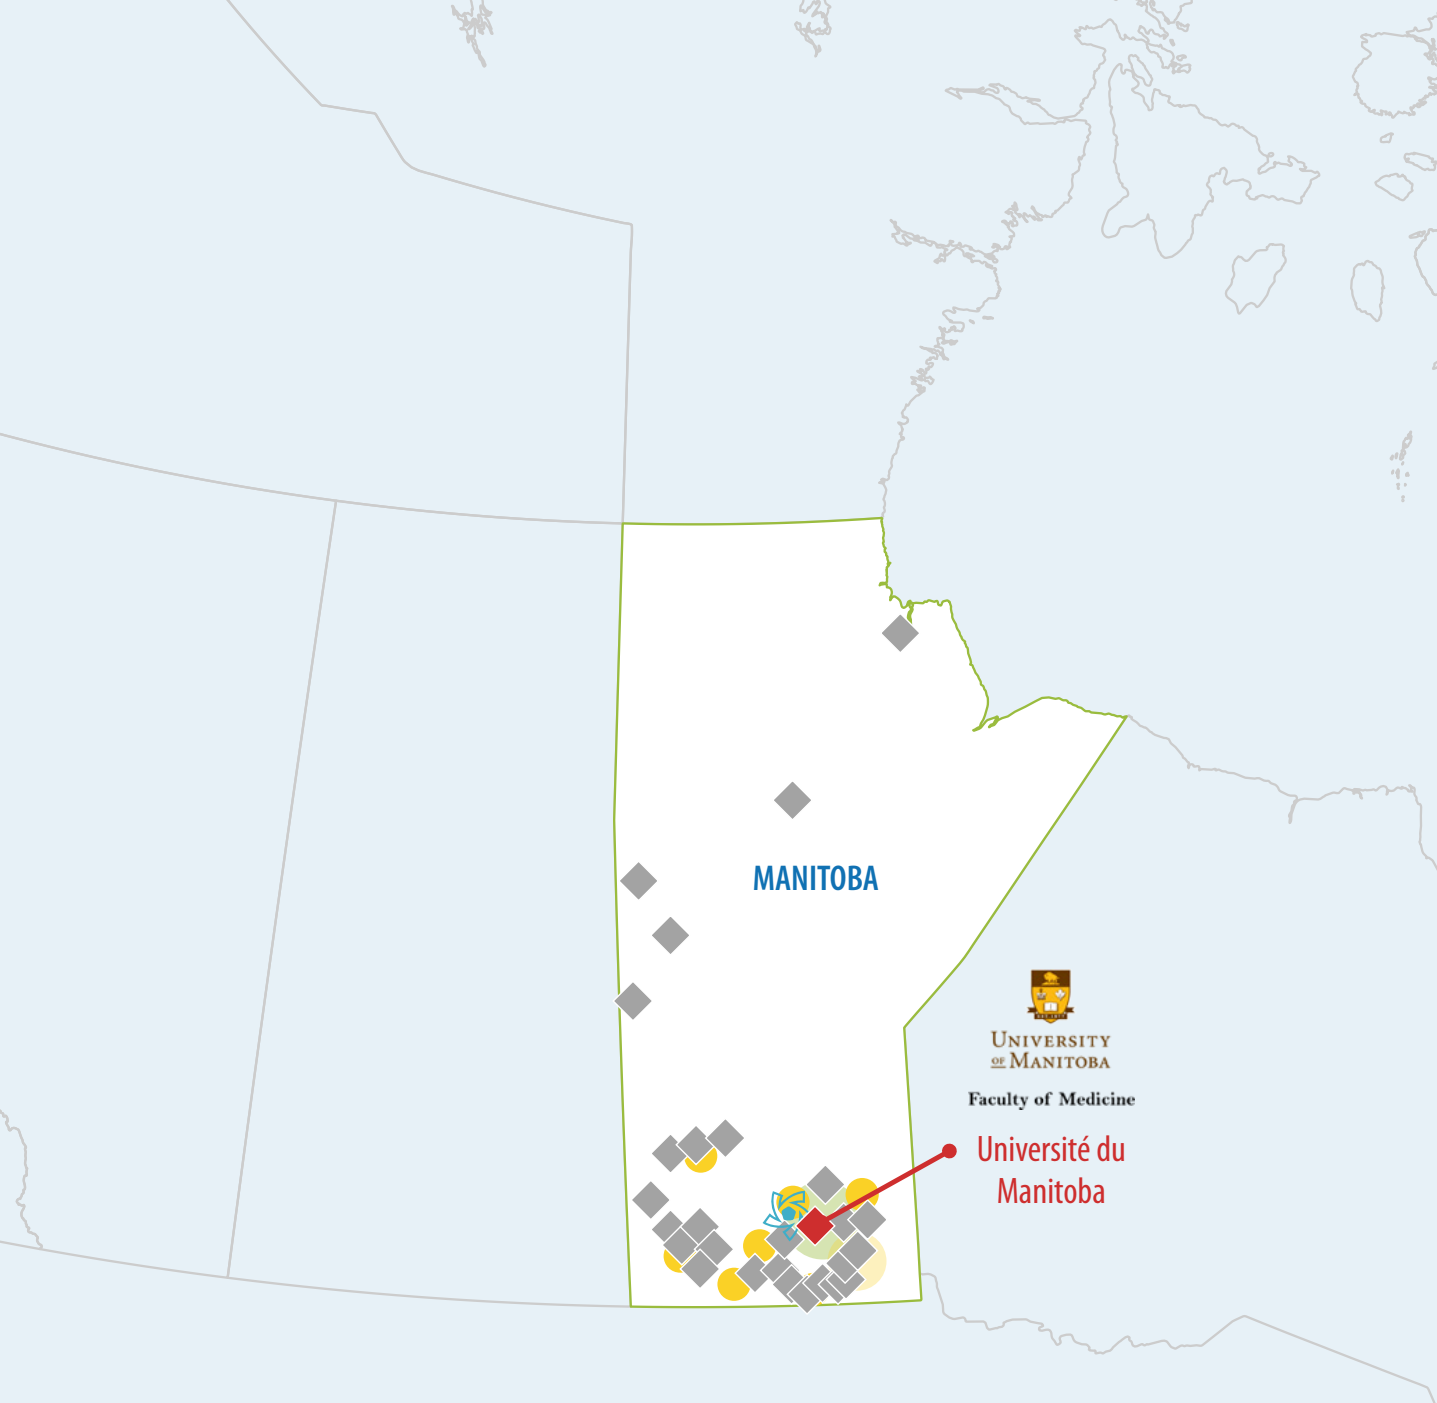 MANITOBA
UNIVERSITY
OF MANITOBA
Faculty of Medicine
Université du
Manitoba